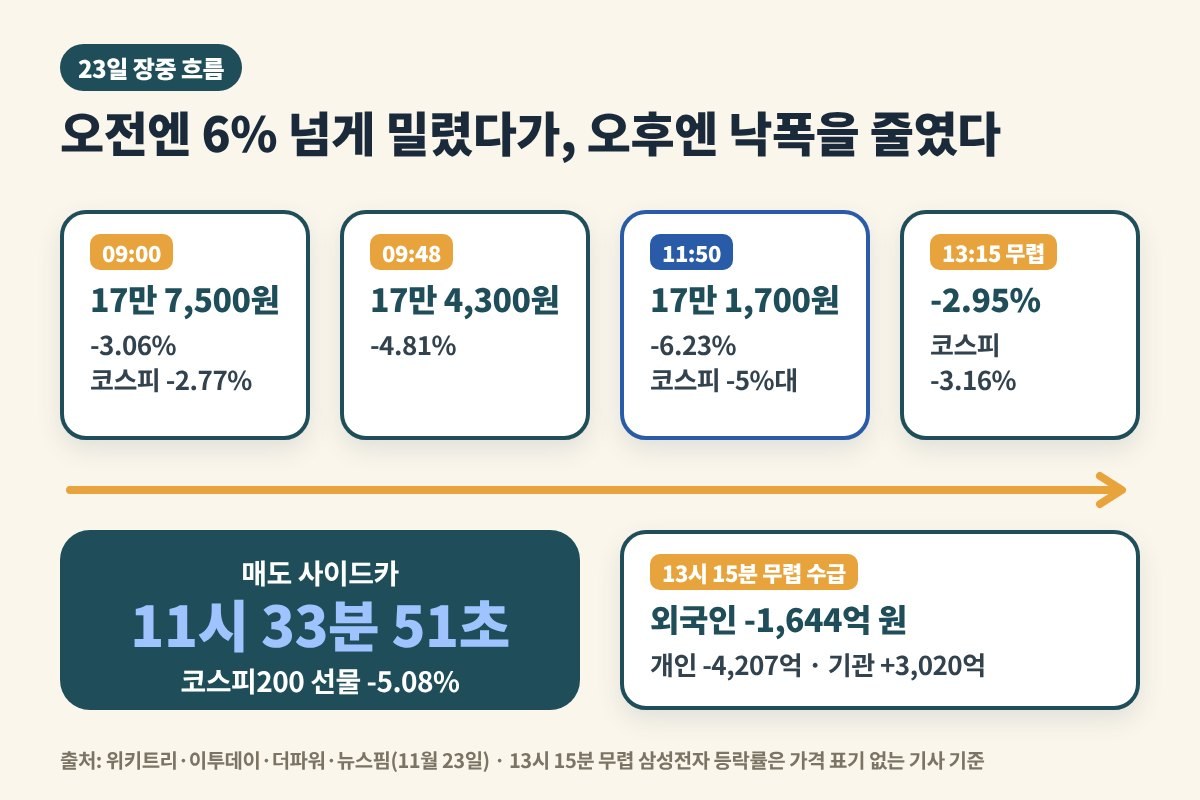 23일 장중 흐름
오전엔 6% 넘게 밀렸다가, 오후엔 낙폭을 줄였다
09:00
17만 7,500원
-3.06%
코스피 -2.77%
09:48
17만 4,300원
-4.81%
11:50
17만 1,700원
-6.23%
코스피 -5%대
13:15 무렵
-2.95%
코스피
-3.16%
매도 사이드카
11시 33분 51초
코스피200 선물 -5.08%
13시 15분 무렵 수급
외국인 -1,644억 원
개인 -4,207억 · 기관 +3,020억
출처: 위키트리·이투데이·더파워·뉴스핌(11월 23일) · 13시 15분 무렵 삼성전자 등락률은 가격 표기 없는 기사 기준